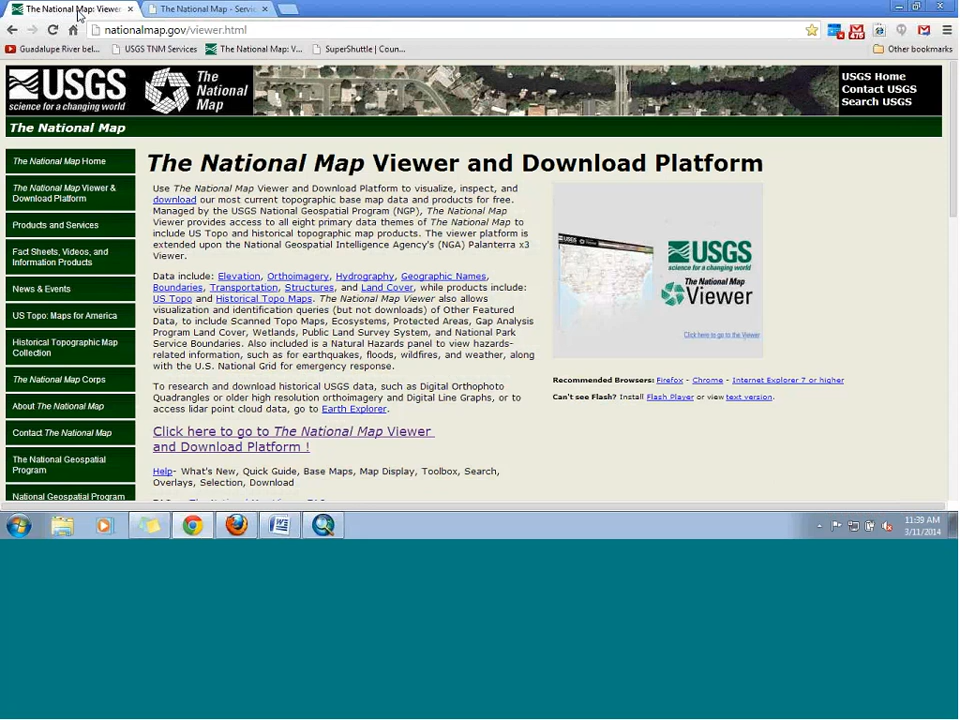 The National Map: Viewer
The National Map - Servic
nationalmap.gov/viewer.html
475
Guadalupe River bel...
USGS TNM Services
The National Map: V...
SuperShuttle | Coun...
Other bookmarks
USGS
science for a changing world
The
National
Map
USGS Home
Contact USGS
Search USGS
The National Map
The National Map Home
The National Map Viewer &
Download Platform
Products and Services
Fact Sheets, Videos, and
Information Products
News & Events
US Topo: Maps for America
Historical Topographic Map
Collection
The National Map Corps
About The National Map
Contact The National Map
The National Geospatial
Program
National Geospatial Program
The National Map Viewer and Download Platform
Use The National Map Viewer and Download Platform to visualize, inspect, and
download our most current topographic base map data and products for free.
Managed by the USGS National Geospatial Program (NGP), The National Map
Viewer provides access to all eight primary data themes of The National Map to
include US Topo and historical topographic map products. The viewer platform is
extended upon the National Geospatial Intelligence Agency's (NGA) Palanterra x3
Viewer.
Data include: Elevation, Orthoimagery, Hydrography, Geographic Names,
Boundaries, Transportation, Structures, and Land Cover, while products include:
US Topo and Historical Topo Maps. The National Map Viewer also allows
visualization and identification queries (but not downloads) of Other Featured
Data, to include Scanned Topo Maps, Ecosystems, Protected Areas, Gap Analysis
Program Land Cover, Wetlands, Public Land Survey System, and National Park
Service Boundaries. Also included is a Natural Hazards panel to view hazards-
related information, such as for earthquakes, floods, wildfires, and weather, along
with the U.S. National Grid for emergency response.
To research and download historical USGS data, such as Digital Orthophoto
Quadrangles or older high resolution orthoimagery and Digital Line Graphs, or to
access lidar point cloud data, go to Earth Explorer.
Click here to go to The National Map Viewer
and Download Platform !
Help- What's New, Quick Guide, Base Maps, Map Display, Toolbox, Search,
Overlays, Selection, Download
USGS
science for a changing world
The National Map
Viewer
Click here to go to the Viewer
Recommended Browsers: Firefox - Chrome - Internet Explorer 7 or higher
Can't see Flash? Install Flash Player or view text version.
11:39 AM
3/11/2014